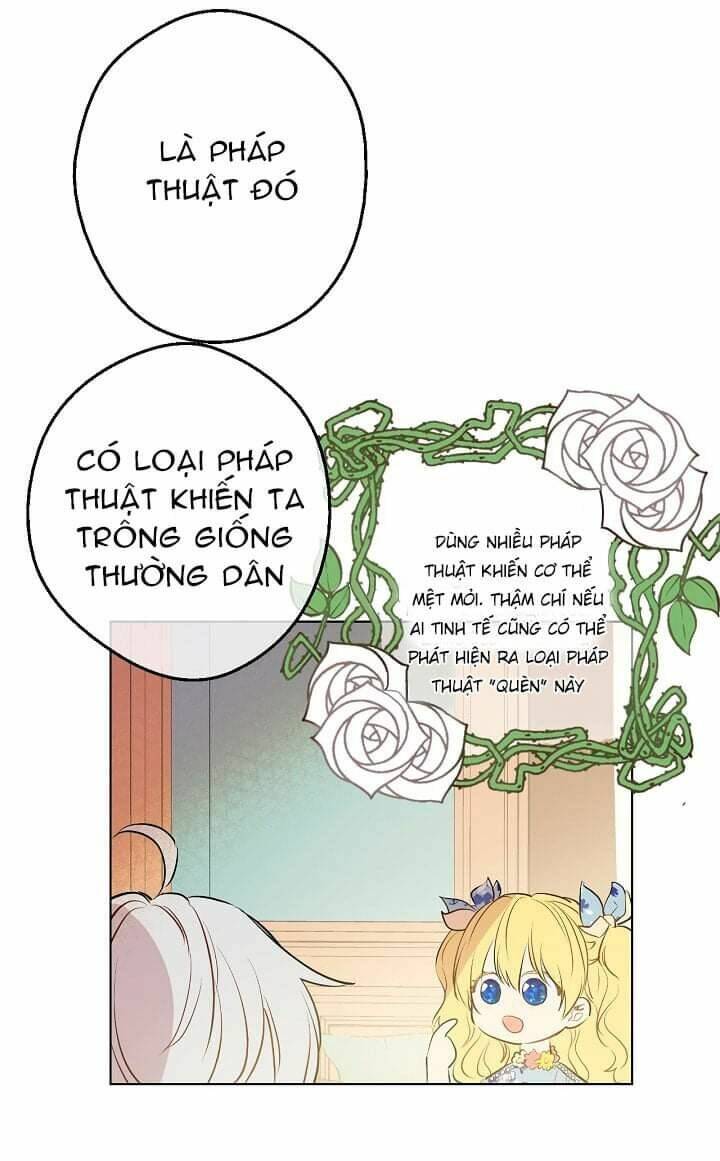 LÀ PHÁP
THUẬT ĐÓ
CÓ LOẠI PHÁP
THUẬT KHIẾN TA
TRÔNG GIỐNG
THƯỜNG DÂN
DÙNG NHIỀU PHÁP
THUẬT KHIẾN CƠ THỂ
MỆT MỎI. THẬM CHÍ NẾU
AI TINH TẾ CŨNG CÓ THỂ
PHÁT HIỆN RA LOẠI PHÁP
THUẬT "QUÈN" NÀY